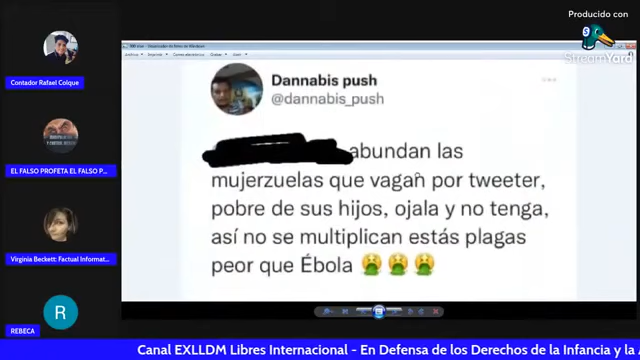 Producido con
StreamYard
Contador Rafael Colque
EL FALSO PROFETA EL FALSO P...
Virginia Beckett: Factual Informat...
R
REBECA
Dannabis push
@dannabis_push
abundan las
mujerzuelas que vagan por tweeter,
pobre de sus hijos, ojala y no tenga,
así no se multiplican estás plagas
peor que Ébola 🤮🤮🤮
Canal EXLLDM Libres Internacional - En Defensa de los Derechos de la Infancia y la A